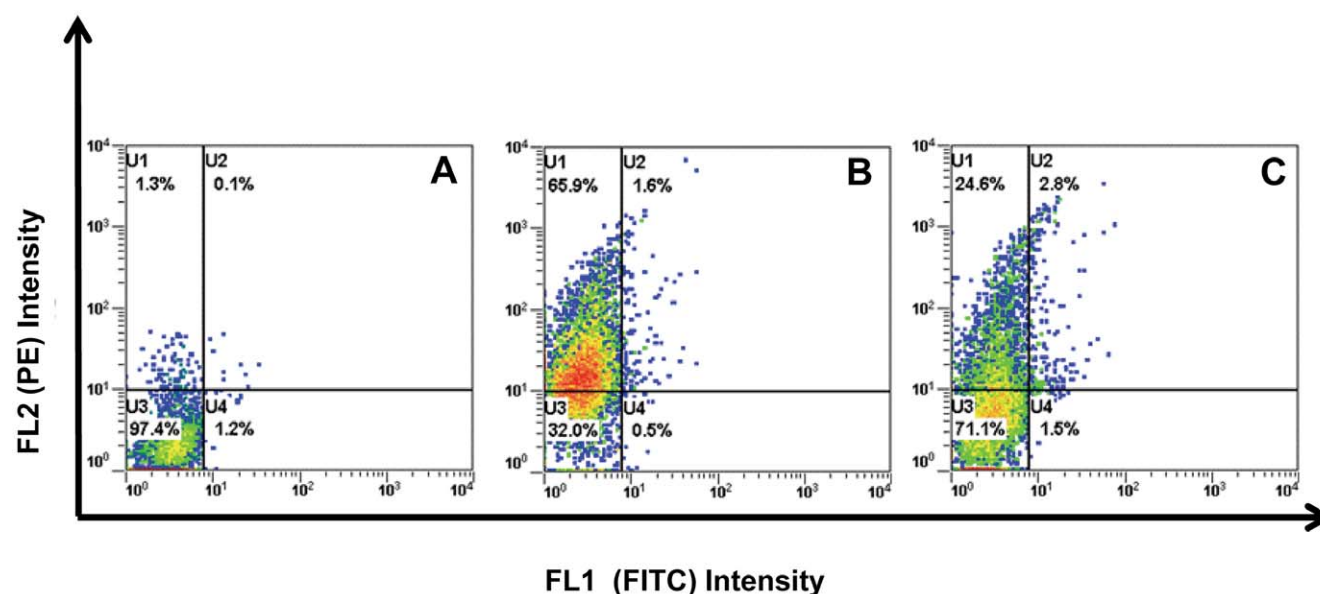 FL2 (PE) Intensity
A
10⁴
10³
10²
10¹
10⁰
U1
1.3%
U2
0.1%
U3
97.4%
U4
1.2%
10⁰ 10¹ 10² 10³ 10⁴
B
10⁴
10³
10²
10¹
10⁰
U1
65.9%
U2
1.6%
U3
32.0%
U4
0.5%
10⁰ 10¹ 10² 10³ 10⁴
C
10⁴
10³
10²
10¹
10⁰
U1
24.6%
U2
2.8%
U3
71.1%
U4
1.5%
10⁰ 10¹ 10² 10³ 10⁴
FL1 (FITC) Intensity